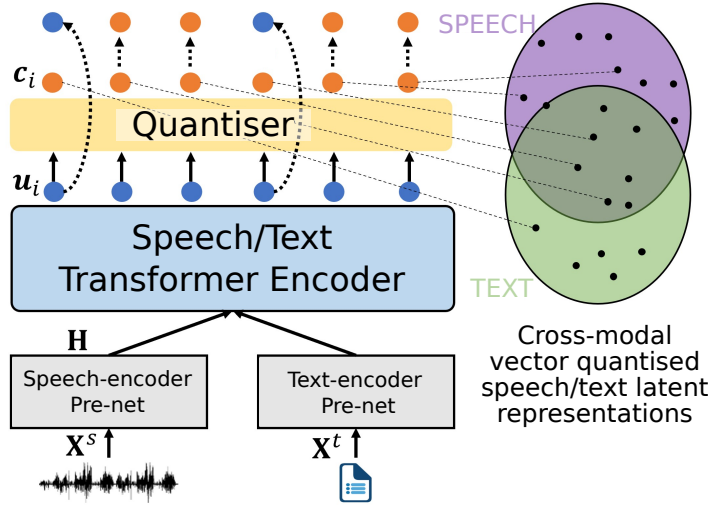 SPEECH
c_i
Quantiser
u_i
Speech/Text
Transformer Encoder
TEXT
H
Speech-encoder
Pre-net
Text-encoder
Pre-net
X^s
X^t
Cross-modal
vector quantised
speech/text latent
representations